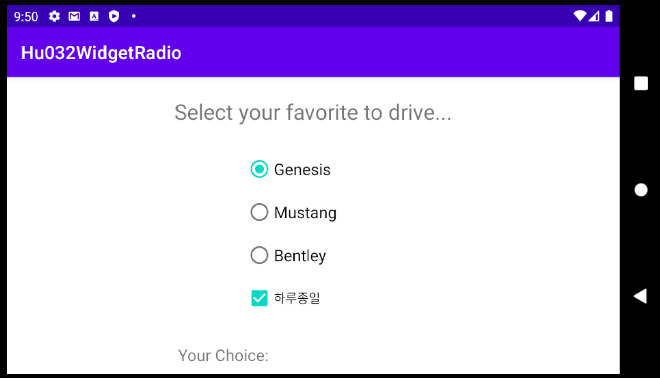 9:50
Hu032WidgetRadio
Select your favorite to drive...
Genesis
Mustang
Bentley
하루종일
Your Choice: